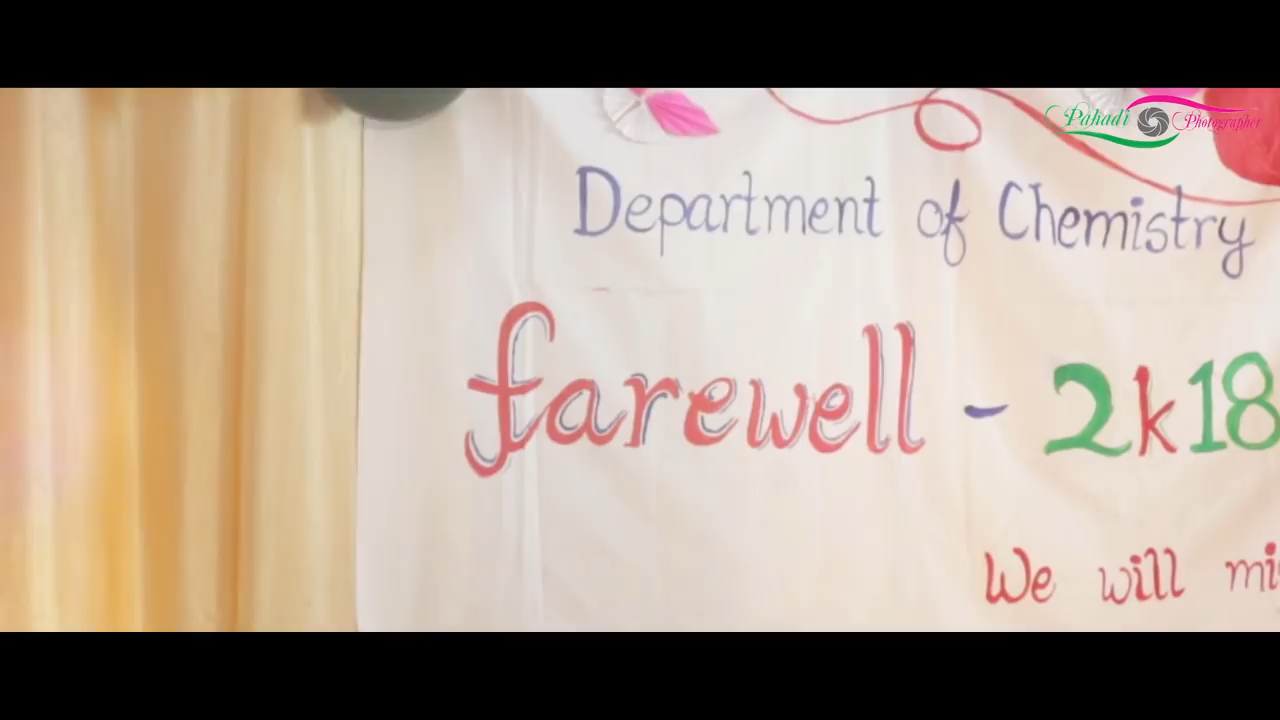 Pahadi Photographer
Department of Chemistry
farewell - 2k18
We will